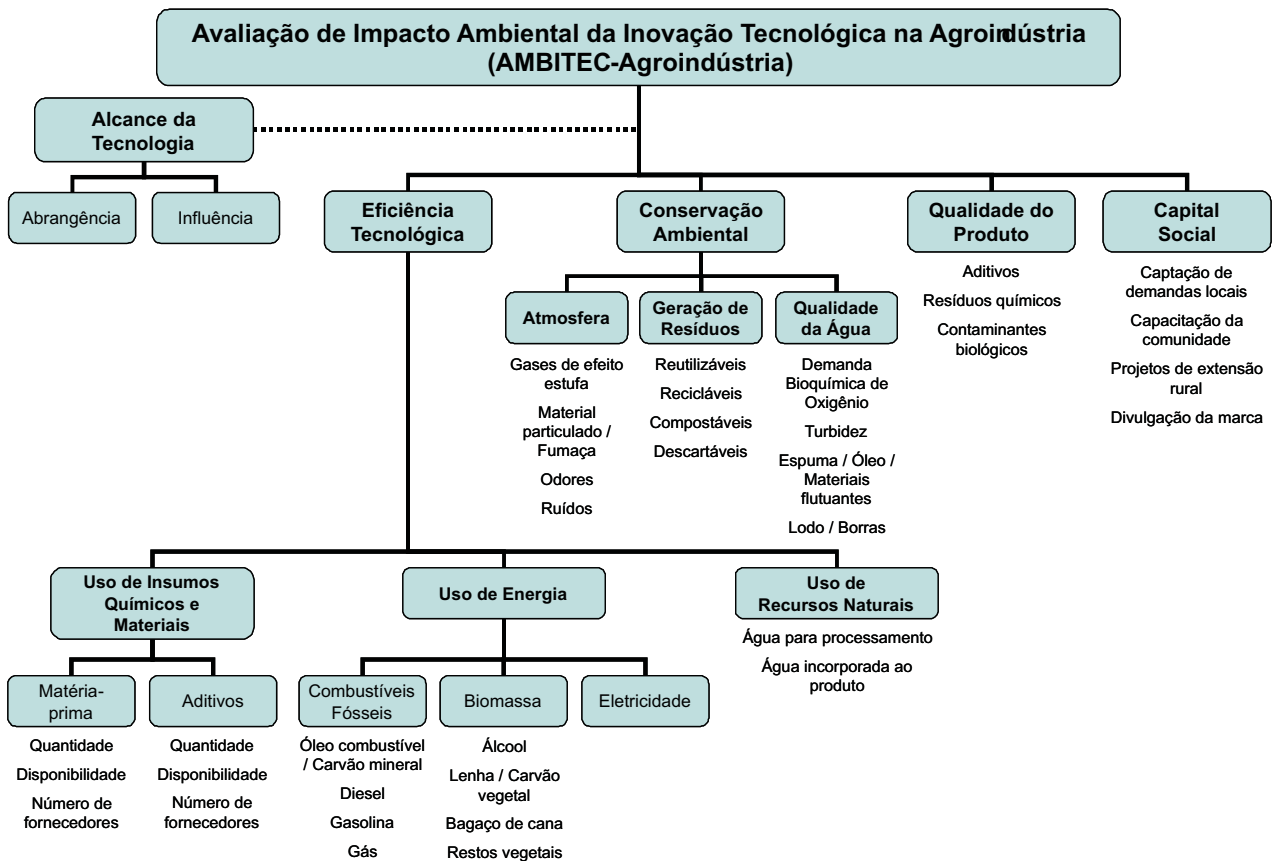 Avaliação de Impacto Ambiental da Inovação Tecnológica na Agroindústria
(AMBITEC-Agroindústria)
Alcance da
Tecnologia
Abrangência
Influência
Eficiência
Tecnológica
Conservação
Ambiental
Qualidade do
Produto
Capital
Social
Aditivos
Resíduos químicos
Contaminantes
biológicos
Captação de
demandas locais
Capacitação da
comunidade
Projetos de extensão
rural
Divulgação da marca
Atmosfera
Geração de
Resíduos
Qualidade
da Água
Gases de efeito
estufa
Material
particulado /
Fumaça
Odores
Ruídos
Reutilizáveis
Recicláveis
Compostáveis
Descartáveis
Demanda
Bioquímica de
Oxigênio
Turbidez
Espuma / Óleo /
Materiais
flutuantes
Lodo / Borras
Uso de Insumos
Químicos e
Materiais
Uso de Energia
Uso de
Recursos Naturais
Água para processamento
Água incorporada ao
produto
Matéria-
prima
Aditivos
Combustíveis
Fósseis
Biomassa
Eletricidade
Quantidade
Disponibilidade
Número de
fornecedores
Quantidade
Disponibilidade
Número de
fornecedores
Óleo combustível
/ Carvão mineral
Diesel
Gasolina
Gás
Álcool
Lenha / Carvão
vegetal
Bagaço de cana
Restos vegetais